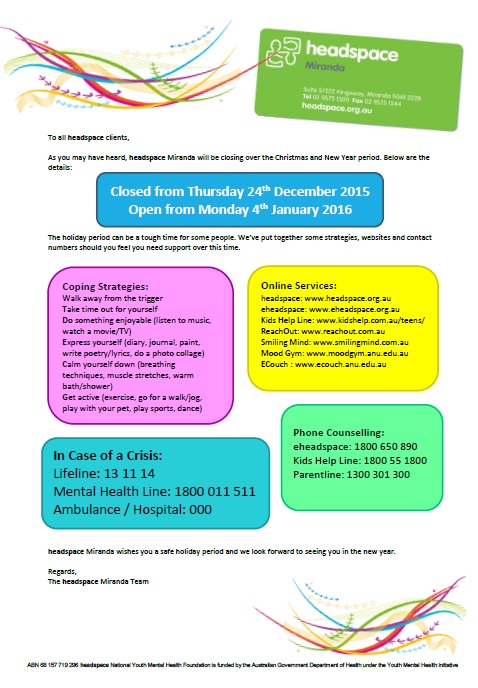 headspace
Miranda
Suite 5/533 Kingsway, Miranda NSW 2228
Tel 02 9575 1500 Fax 02 9575 1544
headspace.org.au
To all headspace clients,
As you may have heard, headspace Miranda will be closing over the Christmas and New Year period. Below are the
details:
Closed from Thursday 24th December 2015
Open from Monday 4th January 2016
The holiday period can be a tough time for some people. We've put together some strategies, websites and contact
numbers should you feel you need support over this time.
Coping Strategies:
Walk away from the trigger
Take time out for yourself
Do something enjoyable (listen to music,
watch a movie/TV)
Express yourself (diary, journal, paint,
write poetry/lyrics, do a photo collage)
Calm yourself down (breathing
techniques, muscle stretches, warm
bath/shower)
Get active (exercise, go for a walk/jog,
play with your pet, play sports, dance)
Online Services:
headspace: www.headspace.org.au
eheadspace: www.eheadspace.org.au
Kids Help Line: www.kidshelp.com.au/teens/
ReachOut: www.reachout.com.au
Smiling Mind: www.smilingmind.com.au
Mood Gym: www.moodgym.anu.edu.au
ECouch : www.ecouch.anu.edu.au
Phone Counselling:
eheadspace: 1800 650 890
Kids Help Line: 1800 55 1800
Parentline: 1300 301 300
In Case of a Crisis:
Lifeline: 13 11 14
Mental Health Line: 1800 011 511
Ambulance / Hospital: 000
headspace Miranda wishes you a safe holiday period and we look forward to seeing you in the new year.
Regards,
The headspace Miranda Team
ABN 68 157 719 296 headspace National Youth Mental Health Foundation is funded by the Australian Government Department of Health under the Youth Mental Health Initiative